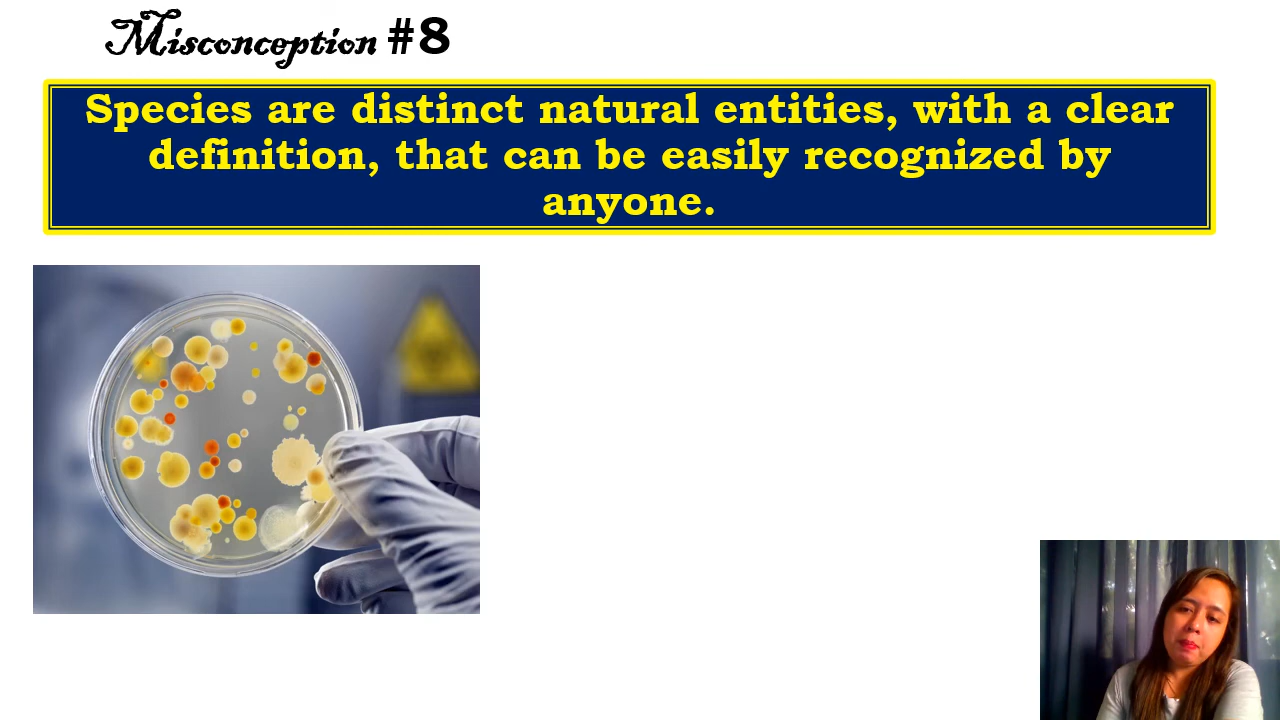 Misconception #8
Species are distinct natural entities, with a clear
definition, that can be easily recognized by
anyone.